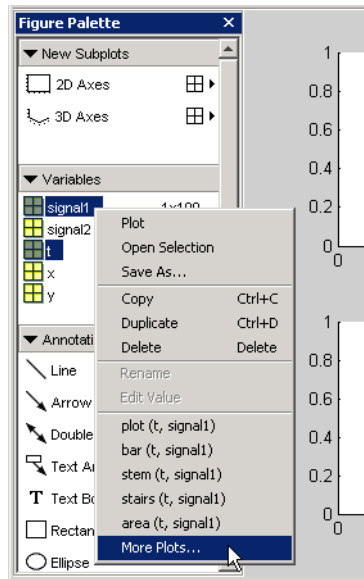 Figure Palette
New Subplots
2D Axes
3D Axes
Variables
signal1
signal2
t
x
y
Plot
Open Selection
Save As...
Copy Ctrl+C
Duplicate Ctrl+D
Delete Delete
Rename
Edit Value
plot (t, signal1)
bar (t, signal1)
stem (t, signal1)
stairs (t, signal1)
area (t, signal1)
More Plots...
Annotati
Line
Arrow
Double
Text A
T Text Bo
Rectan
Ellipse
1
0.8
0.6
0.4
0.2
0
0
1
0.8
0.6
0.4
0.2
0
0